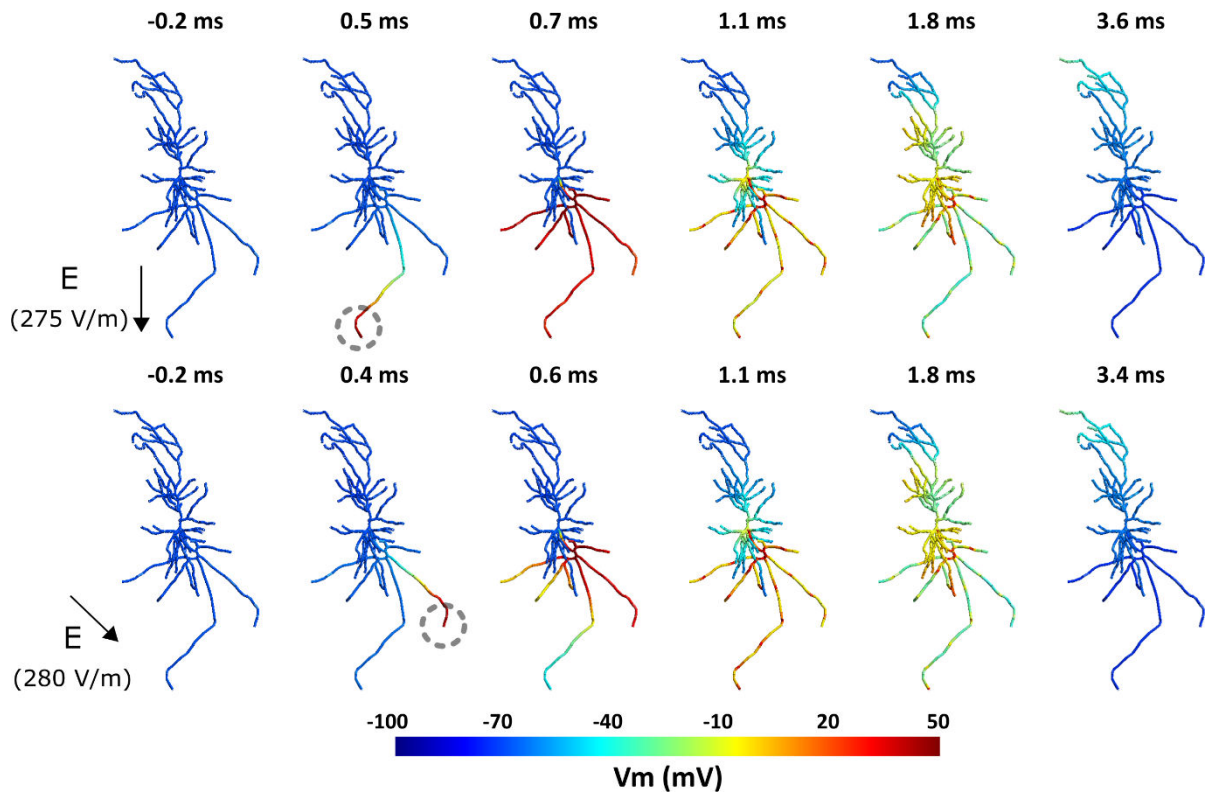 -0.2 ms 0.5 ms 0.7 ms 1.1 ms 1.8 ms 3.6 ms
E
(275 V/m)
-0.2 ms 0.4 ms 0.6 ms 1.1 ms 1.8 ms 3.4 ms
E
(280 V/m)
-100 -70 -40 -10 20 50
Vm (mV)